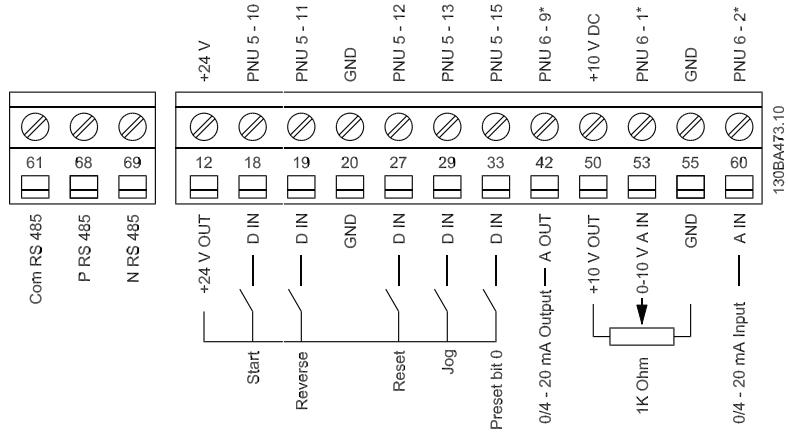 +24 V
PNU 5 - 10
PNU 5 - 11
GND
PNU 5 - 12
PNU 5 - 13
PNU 5 - 15
PNU 6 - 9*
+10 V DC
PNU 6 - 1*
GND
PNU 6 - 2*
61 68 69 12 18 19 20 27 29 33 42 50 53 55 60
130BA473.10
Com RS 485
P RS 485
N RS 485
+24 V OUT
D IN
D IN
GND
D IN
D IN
D IN
0/4 - 20 mA Output A OUT
+10 V OUT
0-10 V A IN
GND
0/4 - 20 mA Input A IN
Start
Reverse
Reset
Jog
Preset bit 0
1K Ohm